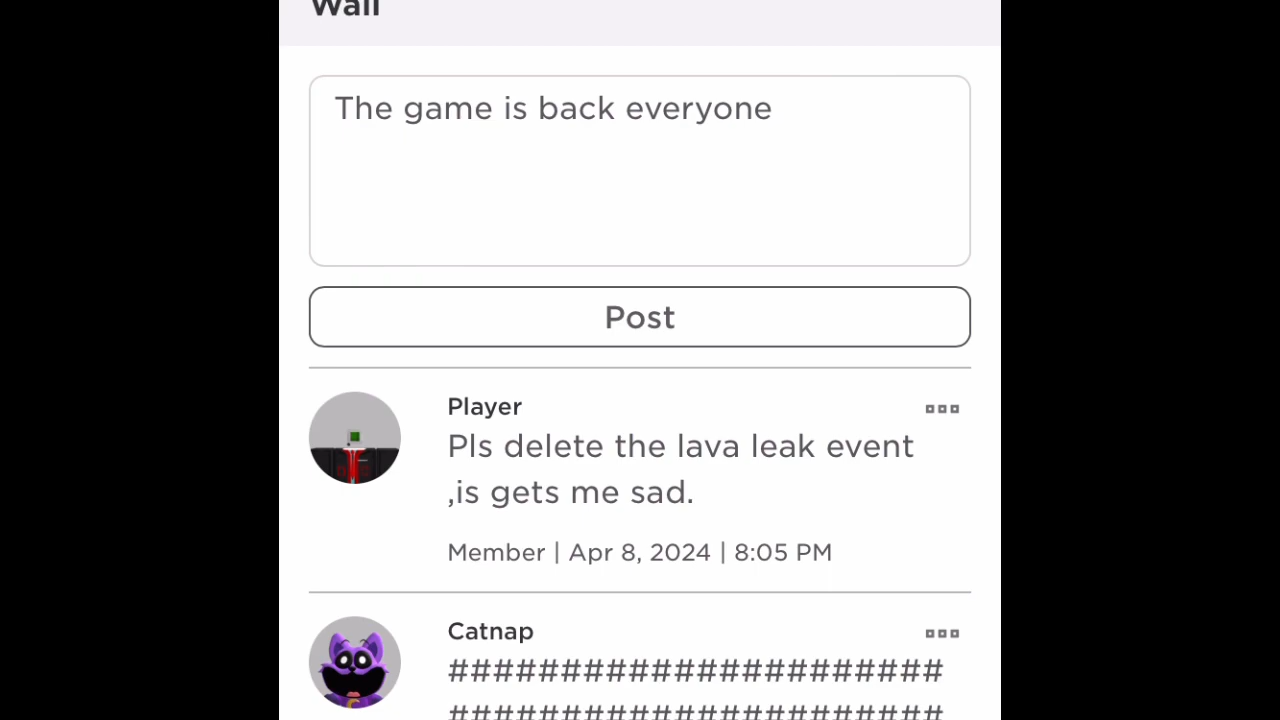 Wall
The game is back everyone
Post
Player
Pls delete the lava leak event
,is gets me sad.
Member | Apr 8, 2024 | 8:05 PM
Catnap
######################
######################